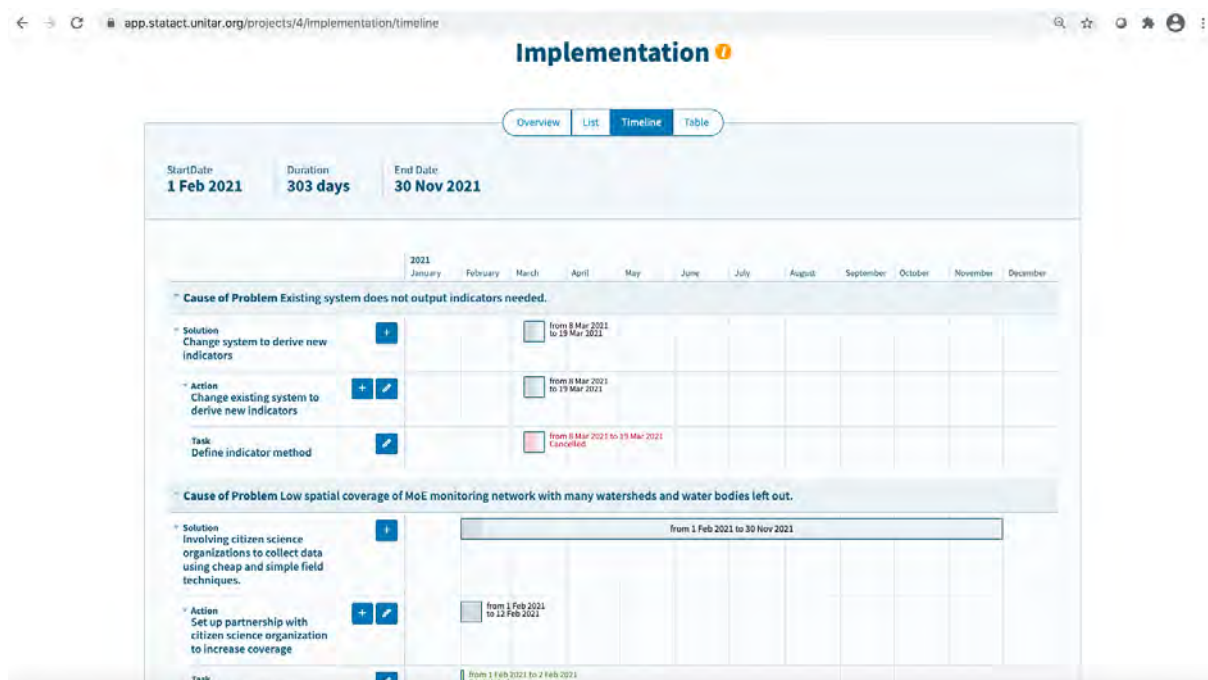 app.statact.unitar.org/projects/4/implementation/timeline
Implementation
Overview List Timeline Table
StartDate Duration End Date
1 Feb 2021 303 days 30 Nov 2021
2021
January February March April May June July August September October November December
Cause of Problem Existing system does not output indicators needed.
Solution
Change system to derive new
indicators
from 8 Mar 2021
to 19 Mar 2021
Action
Change existing system to
derive new indicators
from 8 Mar 2021
to 19 Mar 2021
Task
Define indicator method
from 8 Mar 2021 to 19 Mar 2021
Cancelled
Cause of Problem Low spatial coverage of MoE monitoring network with many watersheds and water bodies left out.
Solution
Involving citizen science
organizations to collect data
using cheap and simple field
techniques.
from 1 Feb 2021 to 30 Nov 2021
Action
Set up partnership with
citizen science organization
to increase coverage
from 1 Feb 2021
to 12 Feb 2021
Task
from 1 Feb 2021 to 2 Feb 2021